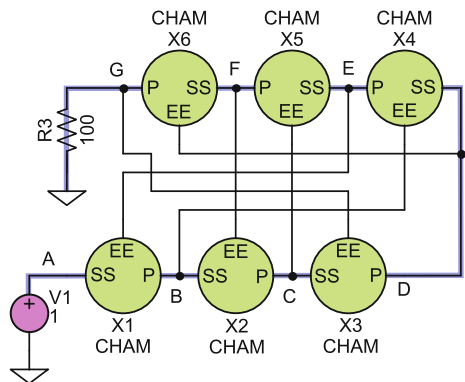 CHAM CHAM CHAM
X6 X5 X4
G F E
P SS P SS P SS
EE EE EE
R3
100
EE EE EE
A
SS P SS P SS P
B C D
V1
+
1
X1 X2 X3
CHAM CHAM CHAM